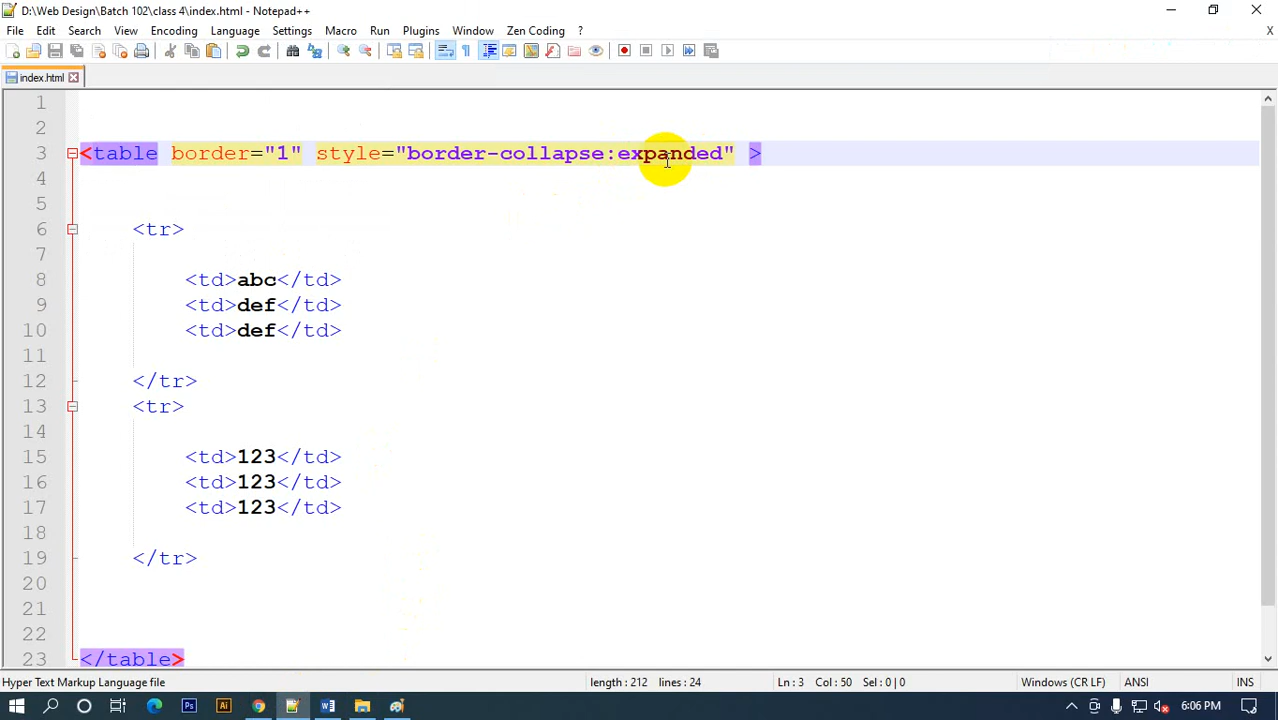 D:\Web Design\Batch 102\class 4\index.html - Notepad++
File Edit Search View Encoding Language Settings Macro Run Plugins Window Zen Coding ? X
index.html
1
2
3 <table border="1" style="border-collapse:expanded" >
4
5
6 <tr>
7
8 <td>abc</td>
9 <td>def</td>
10 <td>def</td>
11
12 </tr>
13 <tr>
14
15 <td>123</td>
16 <td>123</td>
17 <td>123</td>
18
19 </tr>
20
21
22
23 </table>
Hyper Text Markup Language file length : 212 lines : 24 Ln : 3 Col : 50 Sel : 0 | 0 Windows (CR LF) ANSI INS
Ps Ai 6:06 PM